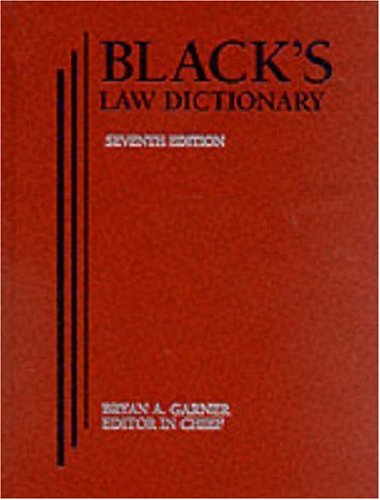 BLACK'S
LAW DICTIONARY
SEVENTH EDITION
BRYAN A. GARNER
EDITOR IN CHIEF